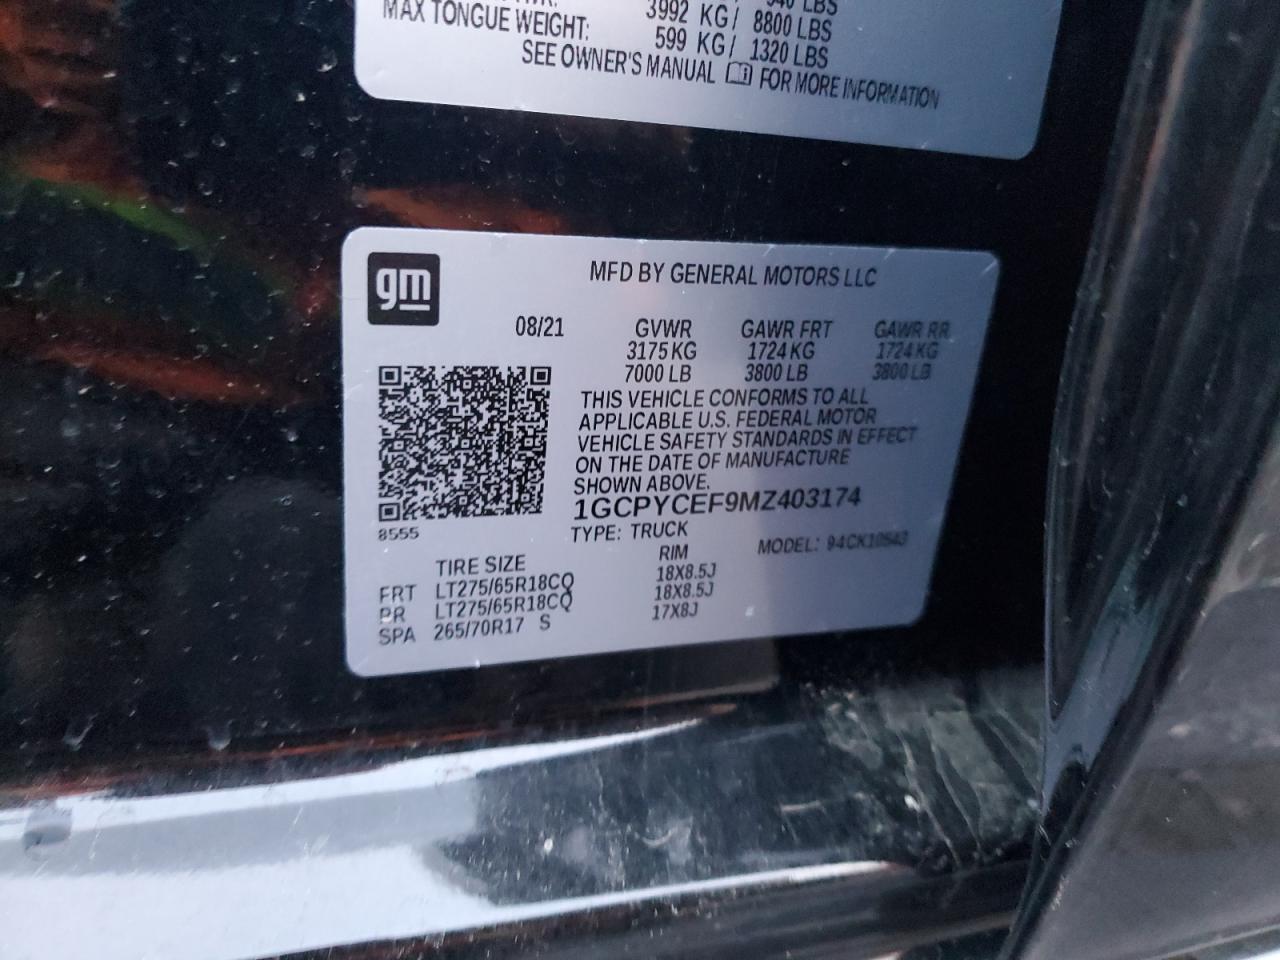 LBS
3992 KG/ 8800 LBS
MAX TONGUE WEIGHT: 599 KG/ 1320 LBS
SEE OWNER'S MANUAL FOR MORE INFORMATION
gm
MFD BY GENERAL MOTORS LLC
08/21 GVWR GAWR FRT GAWR RR
3175 KG 1724 KG 1724 KG
7000 LB 3800 LB 3800 LB
THIS VEHICLE CONFORMS TO ALL
APPLICABLE U.S. FEDERAL MOTOR
VEHICLE SAFETY STANDARDS IN EFFECT
ON THE DATE OF MANUFACTURE
SHOWN ABOVE.
1GCPYCEF9MZ403174
8555
TYPE: TRUCK MODEL: 94CK10543
TIRE SIZE RIM
FRT LT275/65R18CQ 18X8.5J
RR LT275/65R18CQ 18X8.5J
SPA 265/70R17 S 17X8J